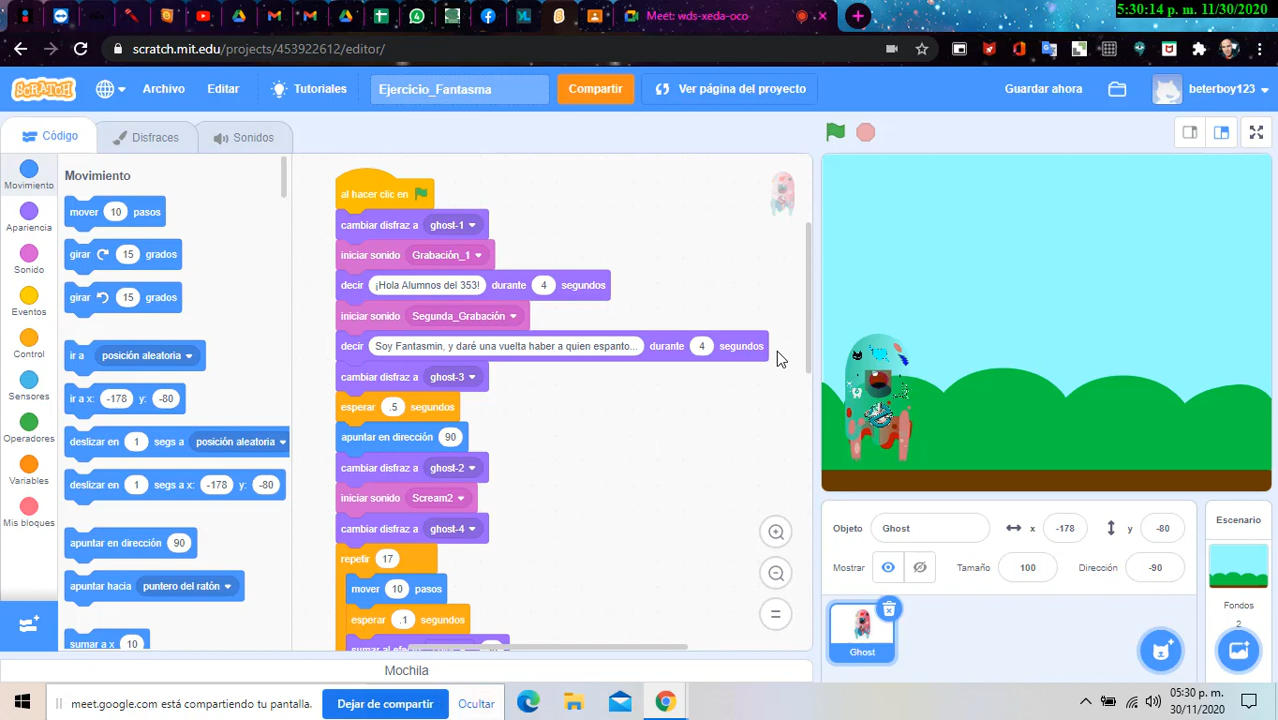 Meet: wds-xeda-oco
5:30:14 p. m. 11/30/2020
scratch.mit.edu/projects/453922612/editor/
SCRATCH
Archivo
Editar
Tutoriales
Ejercicio_Fantasma
Compartir
Ver página del proyecto
Guardar ahora
beterboy123
Código
Disfraces
Sonidos
Movimiento
Apariencia
Sonido
Eventos
Control
Sensores
Operadores
Variables
Mis bloques
Movimiento
mover 10 pasos
girar 15 grados
girar 15 grados
ir a posición aleatoria
ir a x: -178 y: -80
deslizar en 1 segs a posición aleatoria
deslizar en 1 segs a x: -178 y: -80
apuntar en dirección 90
apuntar hacia puntero del ratón
sumar a x 10
al hacer clic en
cambiar disfraz a ghost-1
iniciar sonido Grabación_1
decir ¡Hola Alumnos del 353! durante 4 segundos
iniciar sonido Segunda_Grabación
decir Soy Fantasmin, y daré una vuelta haber a quien espanto... durante 4 segundos
cambiar disfraz a ghost-3
esperar .5 segundos
apuntar en dirección 90
cambiar disfraz a ghost-2
iniciar sonido Scream2
cambiar disfraz a ghost-4
repetir 17
mover 10 pasos
esperar .1 segundos
sumar al efecto
Objeto Ghost x -178 y -80
Mostrar Tamaño 100 Dirección -90
Ghost
Escenario
Fondos
2
Mochila
meet.google.com está compartiendo tu pantalla.
Dejar de compartir
Ocultar
05:30 p. m.
30/11/2020